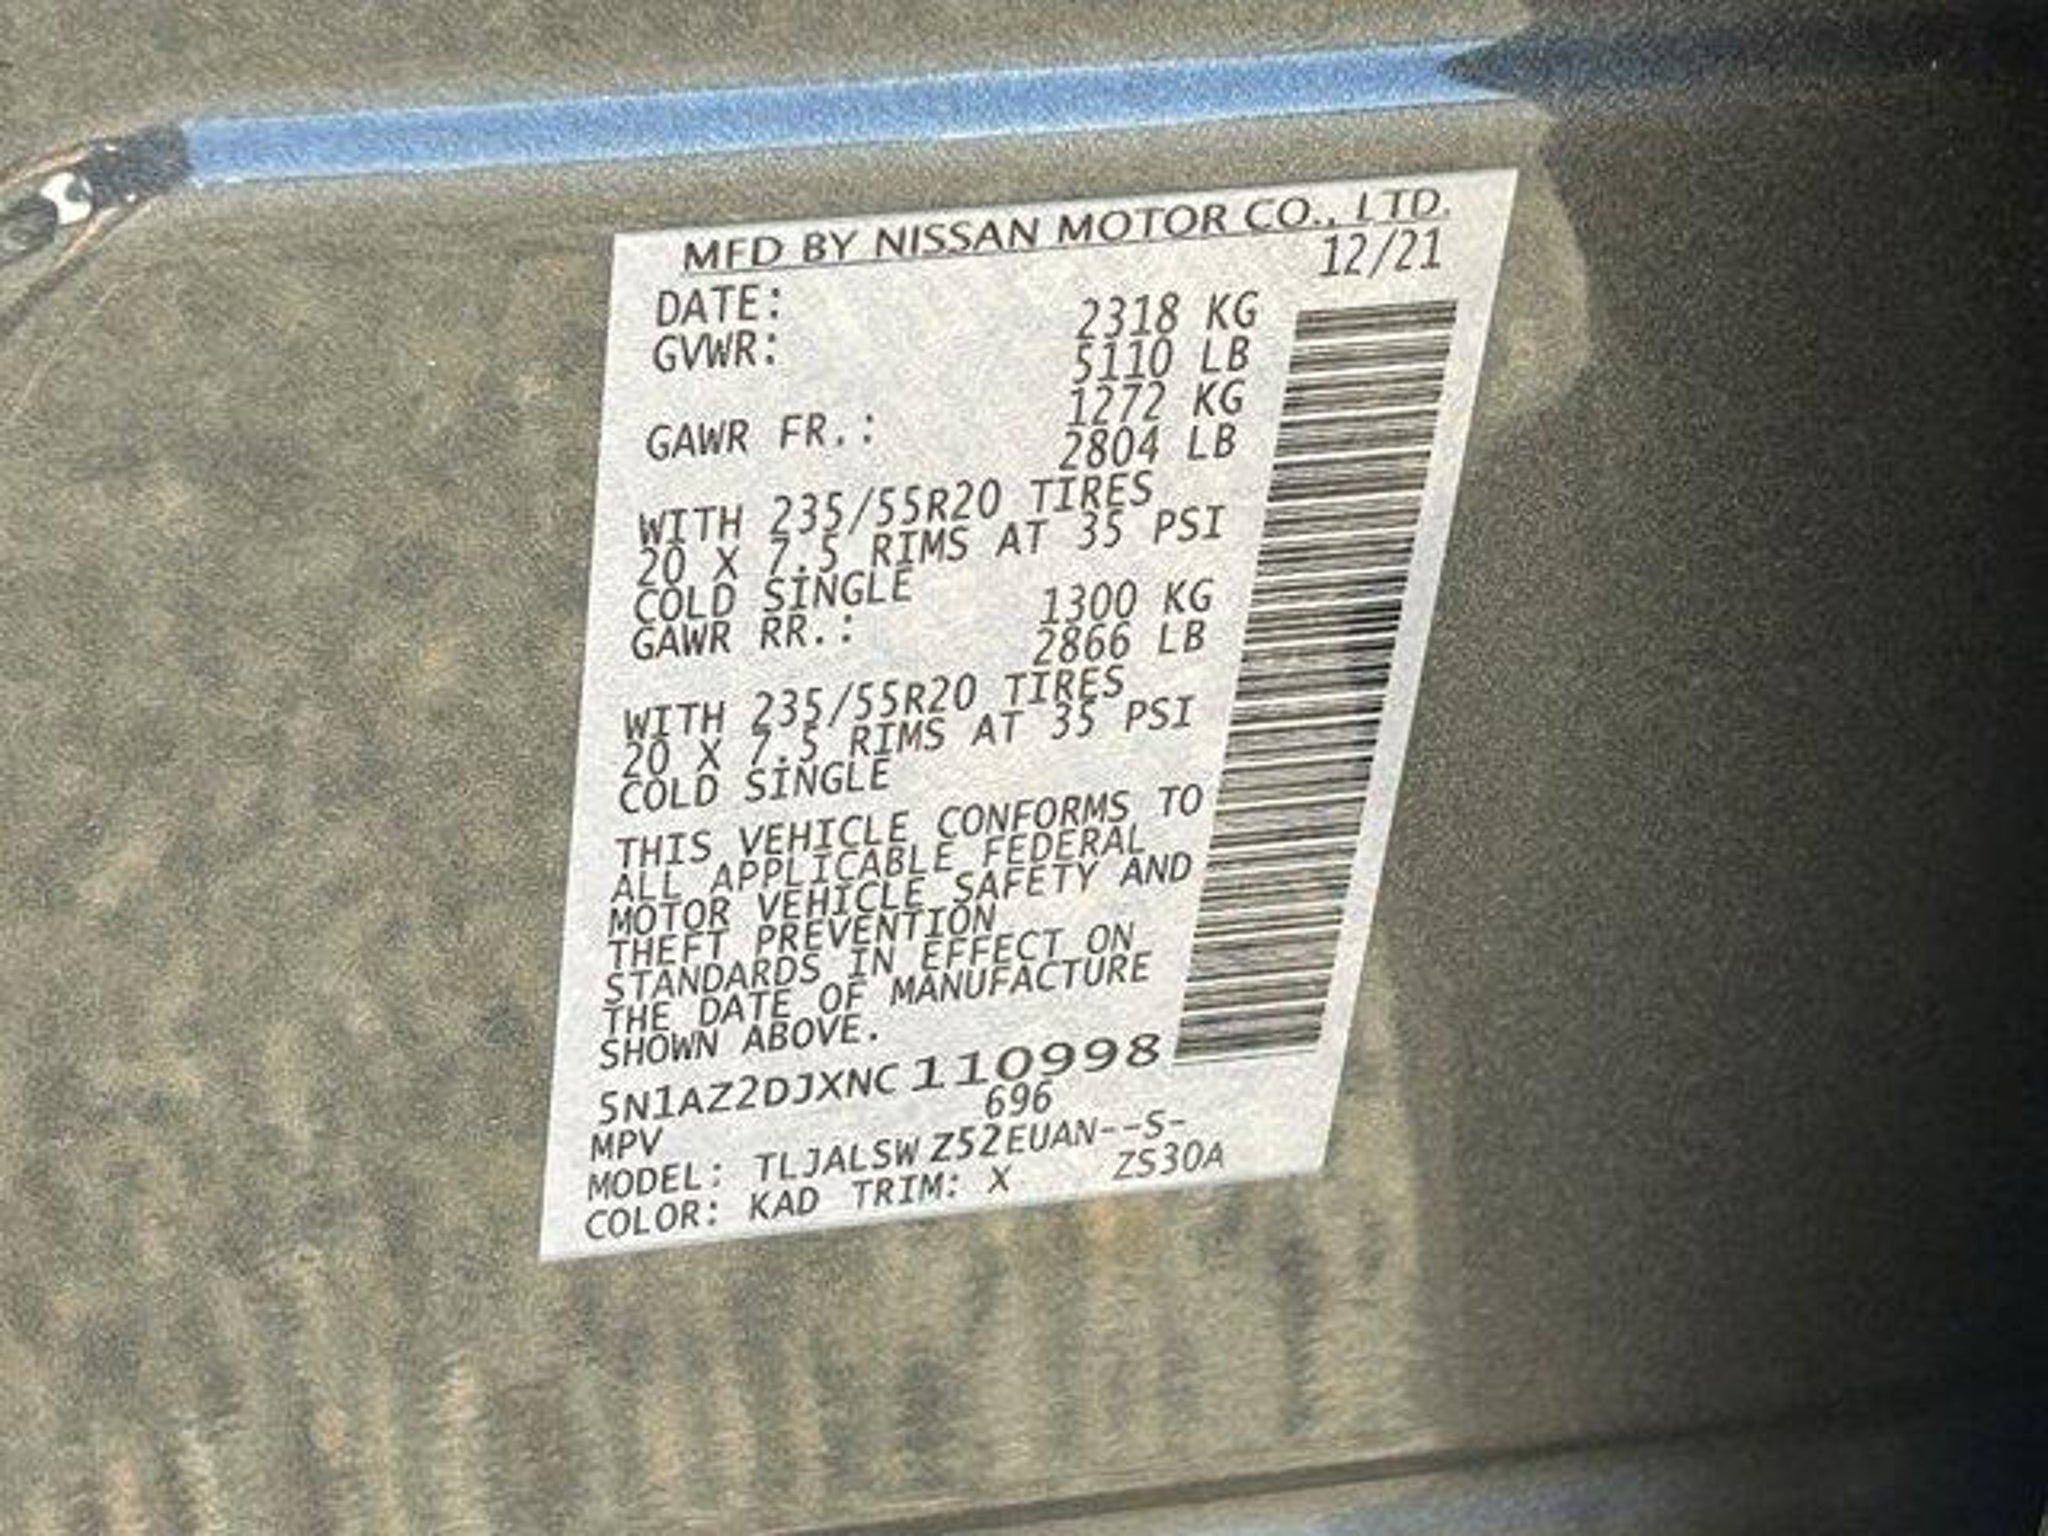 MFD BY NISSAN MOTOR CO., LTD.
DATE: 12/21
GVWR: 2318 KG
5110 LB
GAWR FR.: 1272 KG
2804 LB
WITH 235/55R20 TIRES
20 X 7.5 RIMS AT 35 PSI
COLD SINGLE
GAWR RR.: 1300 KG
2866 LB
WITH 235/55R20 TIRES
20 X 7.5 RIMS AT 35 PSI
COLD SINGLE
THIS VEHICLE CONFORMS TO
ALL APPLICABLE FEDERAL
MOTOR VEHICLE SAFETY AND
THEFT PREVENTION
STANDARDS IN EFFECT ON
THE DATE OF MANUFACTURE
SHOWN ABOVE.
5N1AZ2DJXNC110998
MPV 696
MODEL: TLJALSWZ52EUAN--S-
COLOR: KAD TRIM: X ZS30A